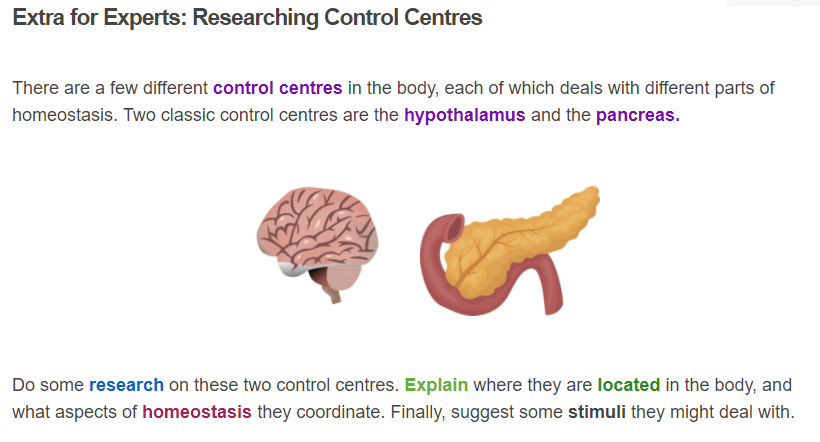 Extra for Experts: Researching Control Centres
There are a few different control centres in the body, each of which deals with different parts of
homeostasis. Two classic control centres are the hypothalamus and the pancreas.
Do some research on these two control centres. Explain where they are located in the body, and
what aspects of homeostasis they coordinate. Finally, suggest some stimuli they might deal with.